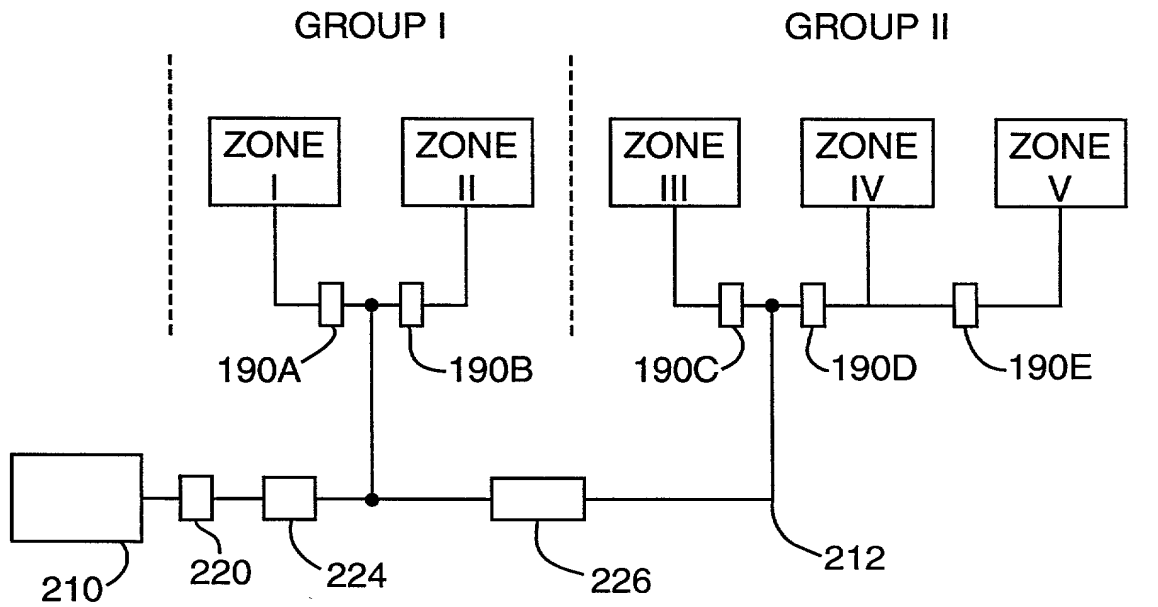 GROUP I
GROUP II
ZONE
I
ZONE
II
ZONE
III
ZONE
IV
ZONE
V
190A
190B
190C
190D
190E
210
220
224
226
212